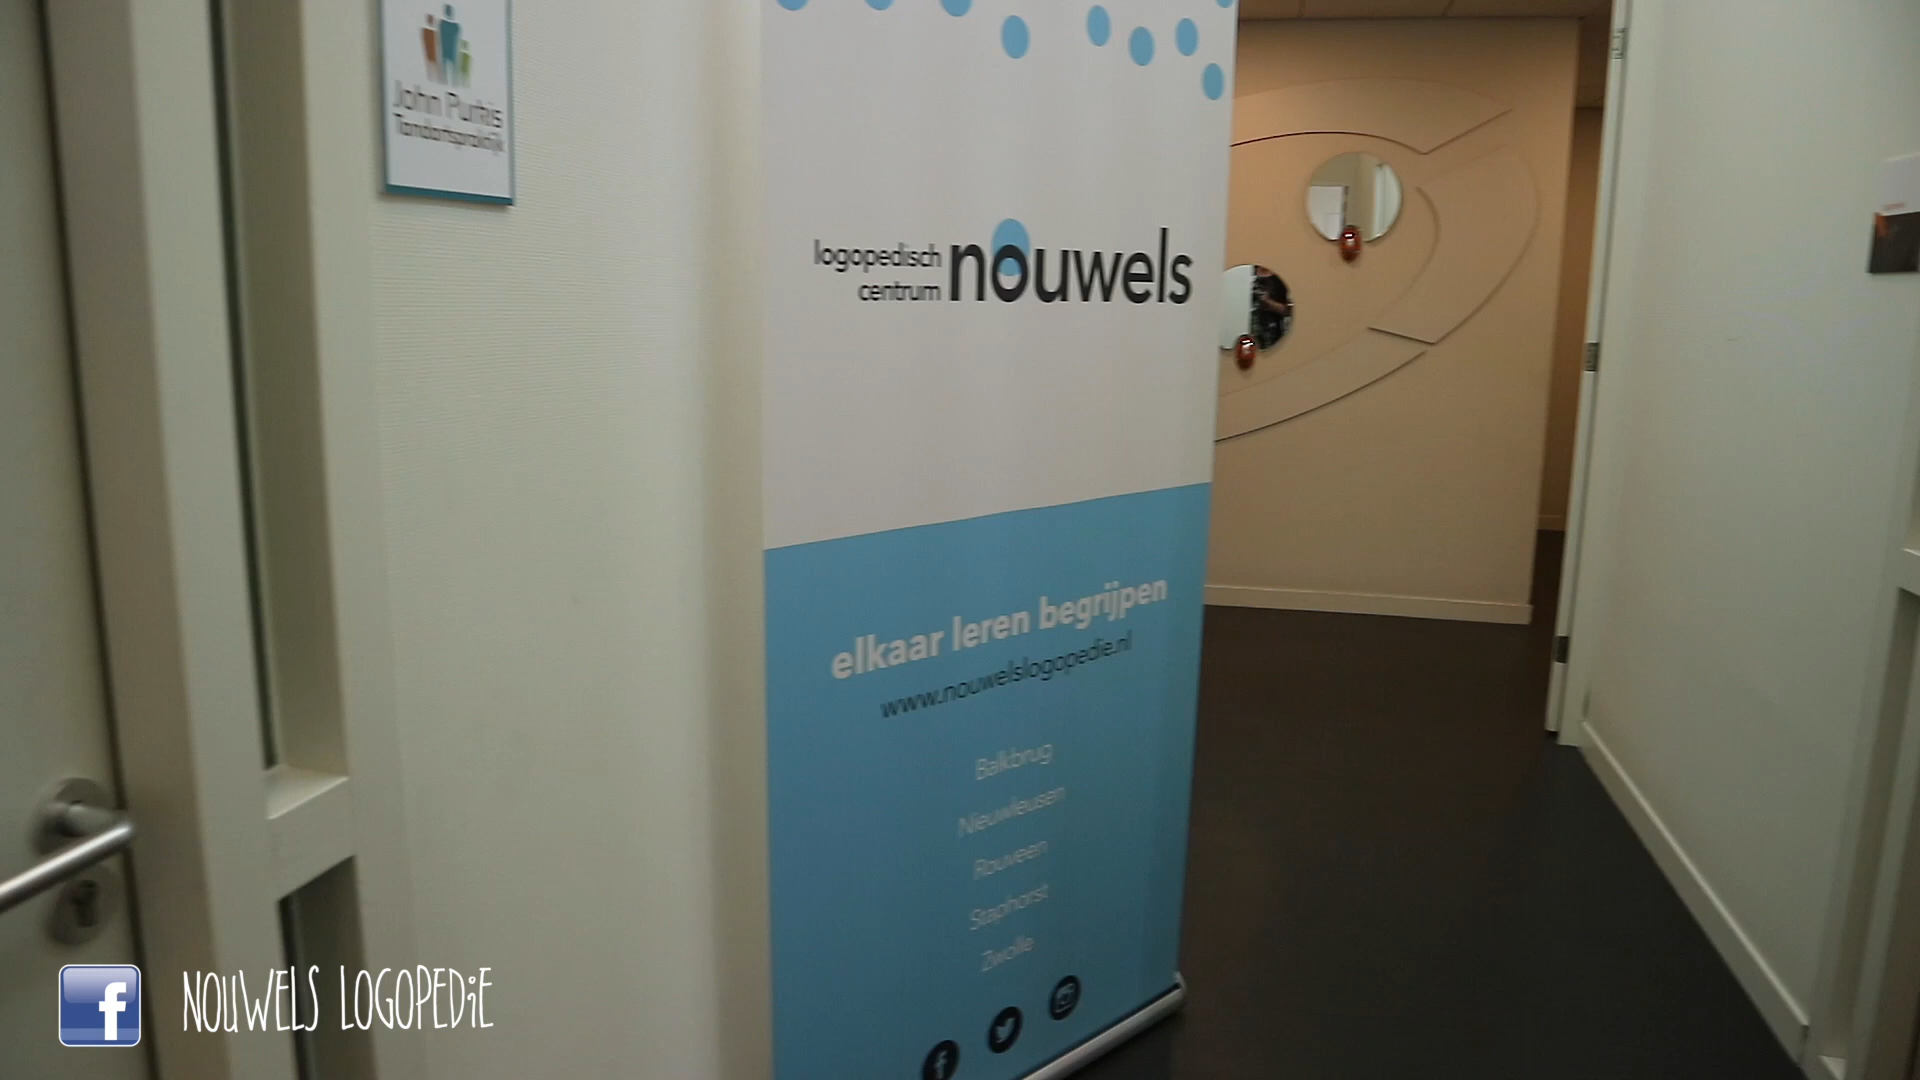 John Purkis
Tandartspraktijk
logopedisch
centrum
nouwels
elkaar leren begrijpen
www.nouwelslogopedie.nl
Balkbrug
Nieuwleusen
Rouveen
Staphorst
Zwolle
NOUWELS LOGOPEDiE